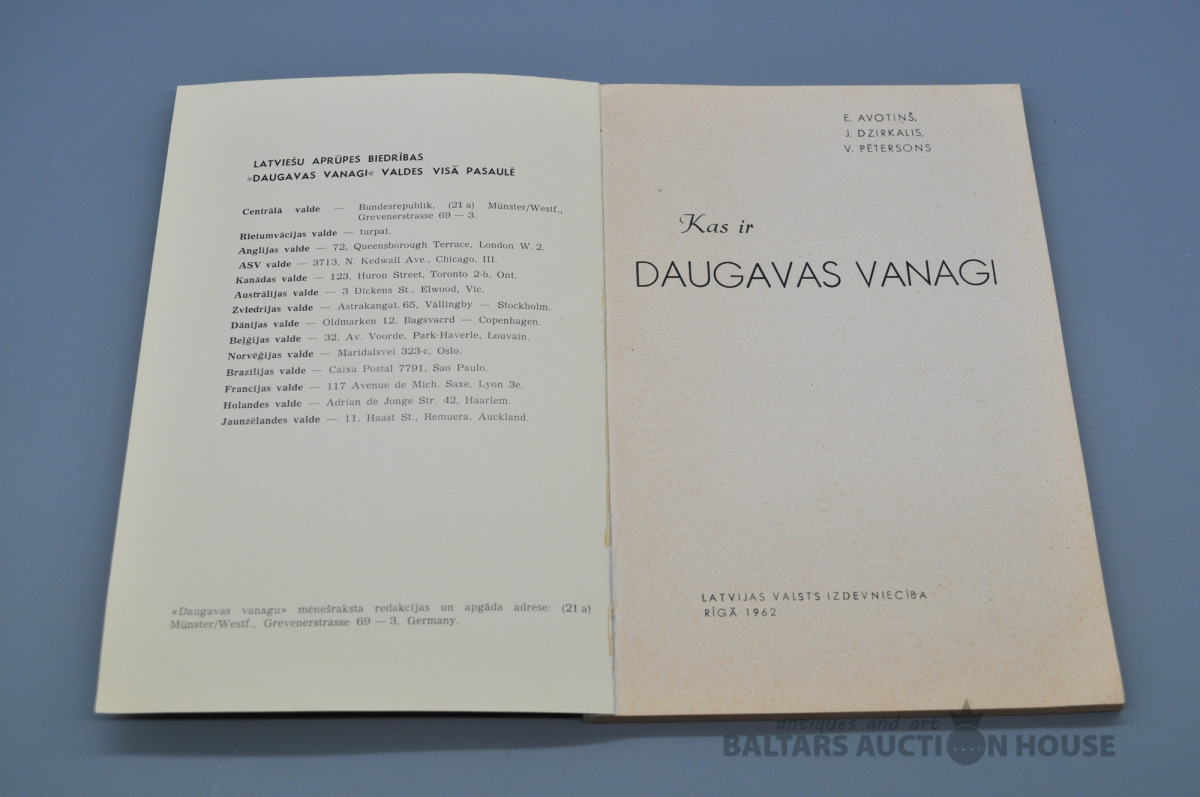 LATVIEŠU APRŪPES BIEDRĪBAS
»DAUGAVAS VANAGI« VALDES VISĀ PASAULĒ
Centrālā valde — Bundesrepublik, (21 a) Münster/Westf.,
Grevenerstrasse 69 — 3.
Rietumvācijas valde — turpat.
Anglijas valde — 72, Queensborough Terrace, London W. 2.
ASV valde — 3713, N. Kedwall Ave., Chicago, III.
Kanādas valde — 123, Huron Street, Toronto 2-b, Ont.
Austrālijas valde — 3 Dickens St., Elwood, Vic.
Zviedrijas valde — Astrakangat. 65, Vällingby — Stockholm.
Dānijas valde — Oldmarken 12, Bagsvacrd — Copenhagen.
Beļģijas valde — 32, Av. Voorde, Park-Haverle, Louvain.
Norvēģijas valde — Maridalsvei 323-c, Oslo.
Brazīlijas valde — Caixa Postal 7791, Sao Paulo.
Francijas valde — 117 Avenue de Mich. Saxe, Lyon 3e.
Holandes valde — Adrian de Jonge Str. 42, Haarlem.
Jaunzēlandes valde — 11, Haast St., Remuera, Auckland.
«Daugavas vanagu» mēnešraksta redakcijas un apgāda adrese: (21 a)
Münster/Westf., Grevenerstrasse 69 — 3. Germany.
E. AVOTIŅŠ,
J. DZIRKALIS,
V. PĒTERSONS
Kas ir
DAUGAVAS VANAGI
LATVIJAS VALSTS IZDEVNIECĪBA
RĪGĀ 1962
antiques and art
BALTARS AUCTION HOUSE